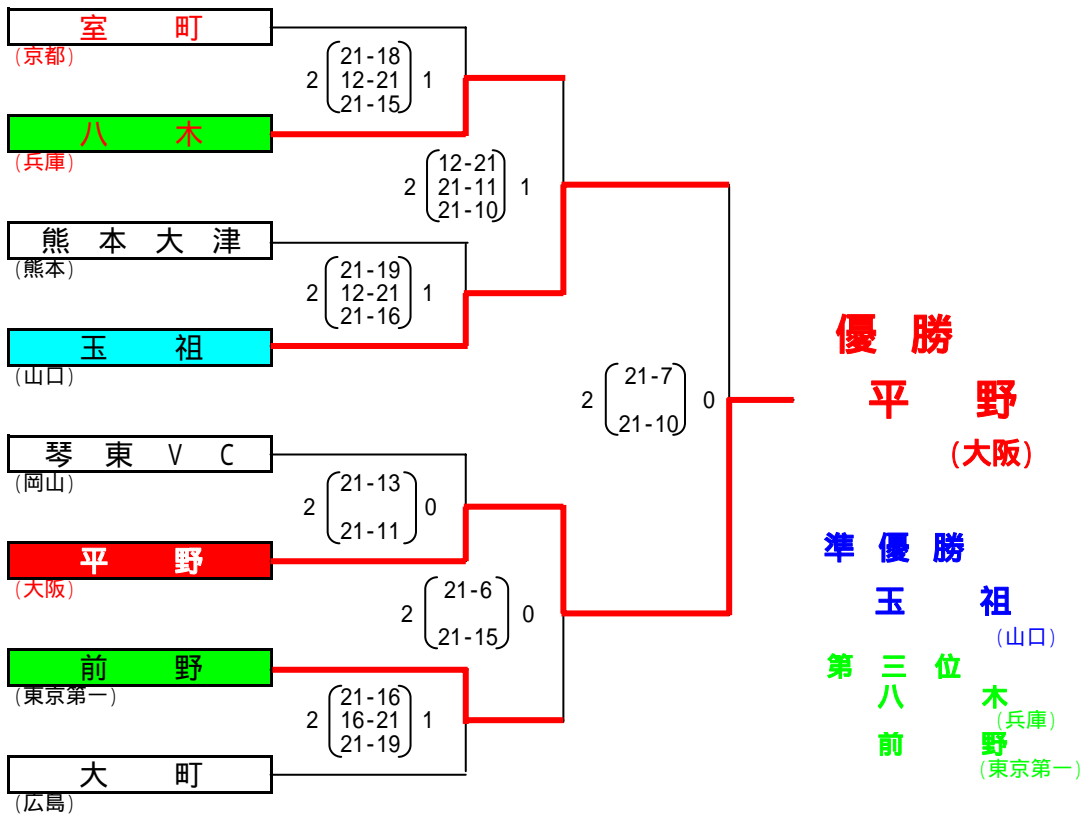 室 町
(京都)
2 21-18 1
12-21
21-15
八 木
(兵庫)
2 12-21 1
21-11
21-10
熊 本 大 津
(熊本)
2 21-19 1
12-21
21-16
玉 祖
(山口)
2 21-7 0
21-10
琴 東 V C
(岡山)
2 21-13 0
21-11
平 野
(大阪)
2 21-6 0
21-15
前 野
(東京第一)
2 21-16 1
16-21
21-19
大 町
(広島)
優 勝
平 野
(大阪)
準 優 勝
玉 祖
(山口)
第 三 位
八 木
(兵庫)
前 野
(東京第一)